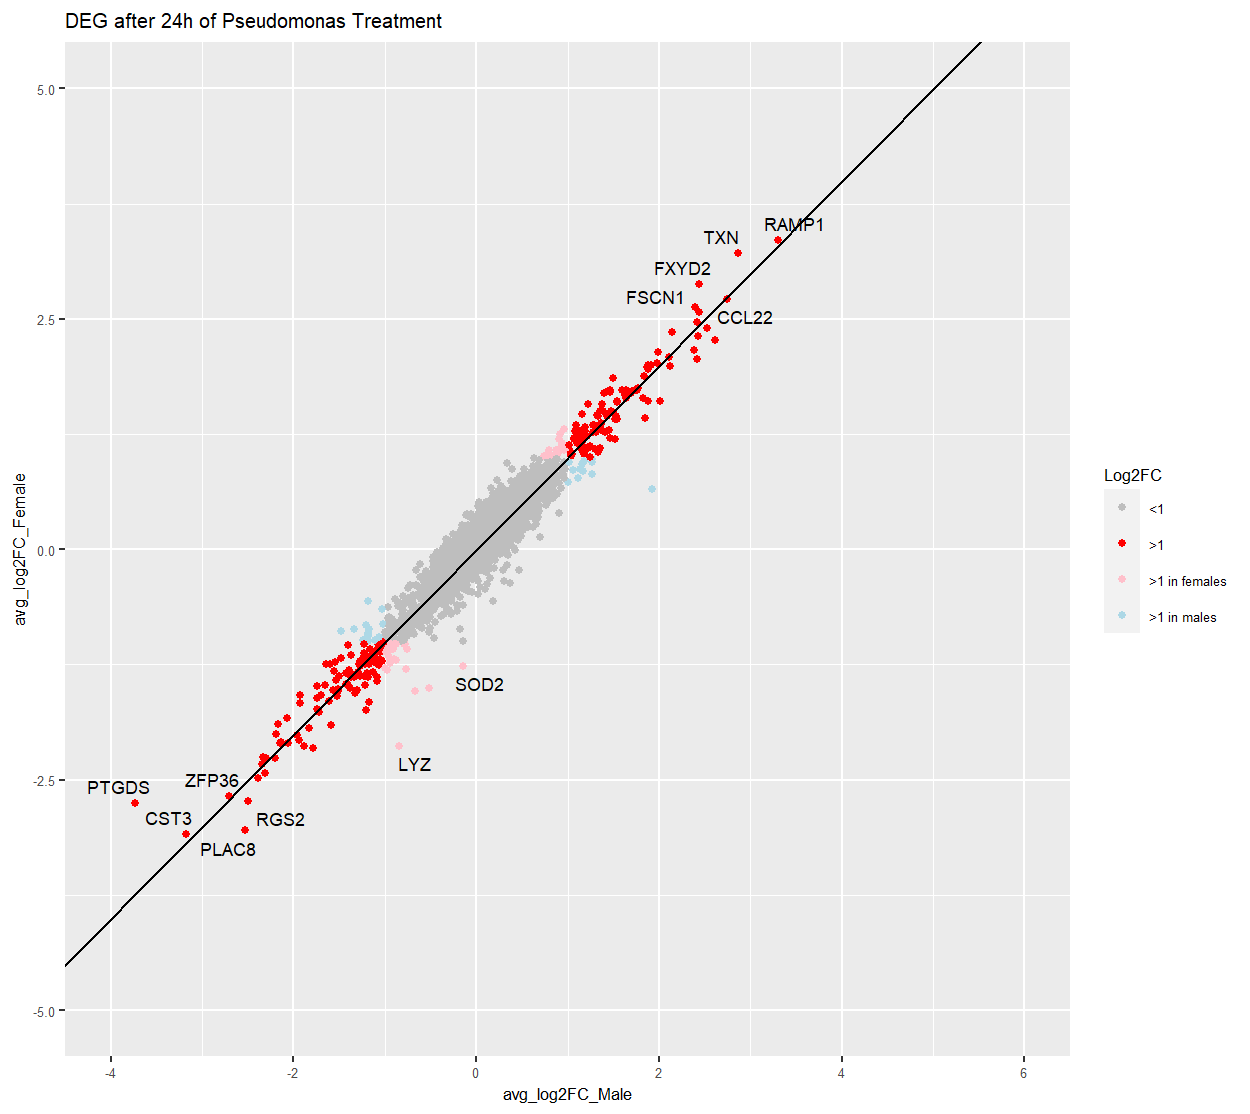 DEG after 24h of Pseudomonas Treatment
5.0
RAMP1
TXN
FXYD2
FSCN1
CCL22
2.5
avg_log2FC_Female
0.0
Log2FC
<1
>1
>1 in females
>1 in males
SOD2
LYZ
-2.5
ZFP36
PTGDS
CST3
RGS2
PLAC8
-5.0
-4
-2
0
2
4
6
avg_log2FC_Male